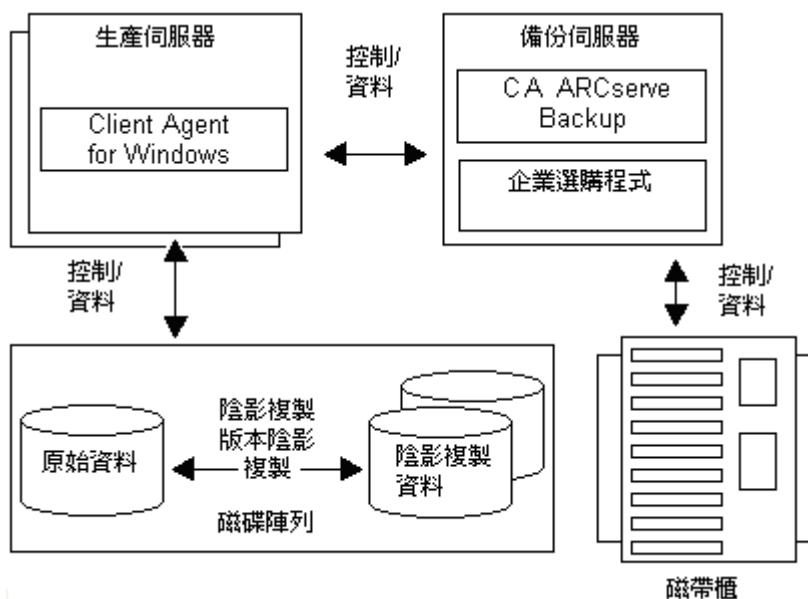 生產伺服器
Client Agent
for Windows
控制/
資料
備份伺服器
CA ARCserve
Backup
企業選購程式
控制/
資料
控制/
資料
原始資料
陰影複製
版本陰影
複製
陰影複製
資料
磁碟陣列
磁帶櫃